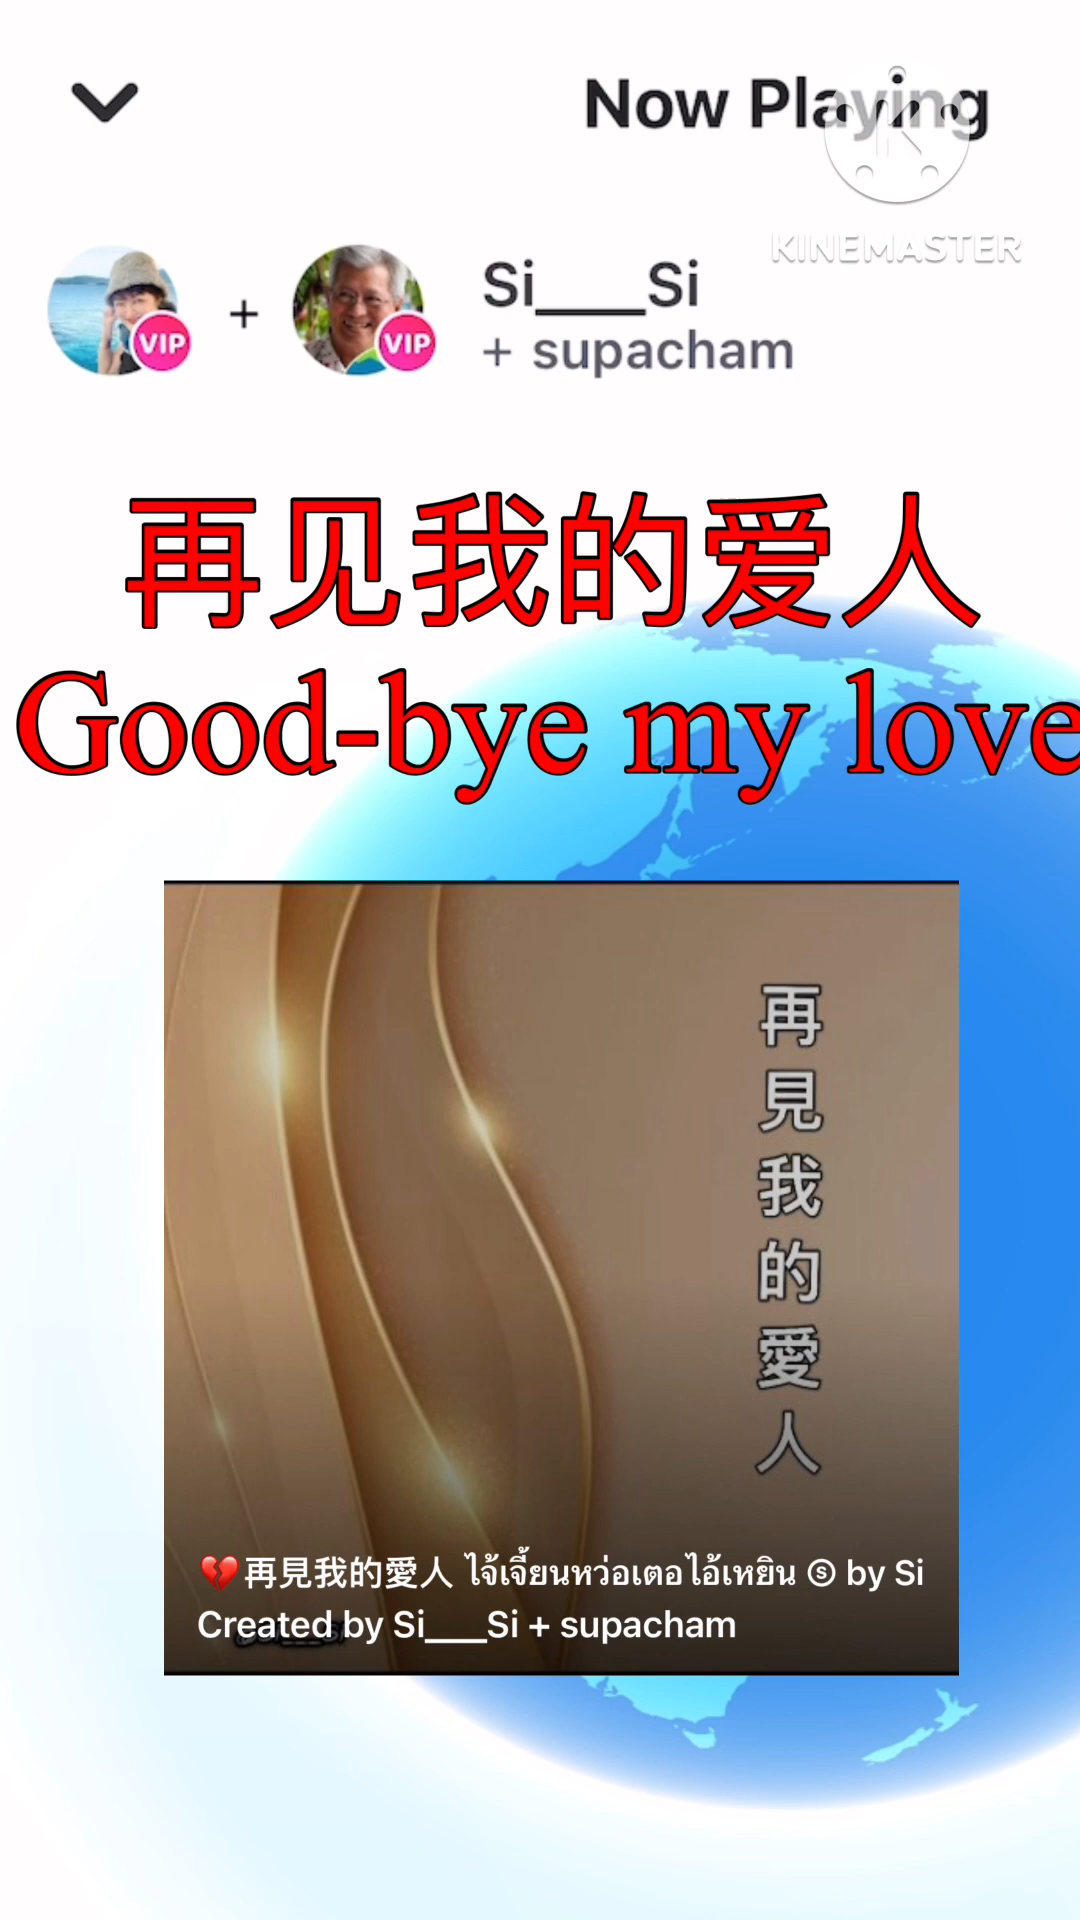 Now Playing
KINEMASTER
VIP
+
VIP
Si____Si
+ supacham
再见我的爱人
Good-bye my love
再見我的愛人
💔再見我的愛人 ไจ้เจี้ยนหว่อเตอไอ้เหยิน ⓢ by Si
Created by Si____Si + supacham